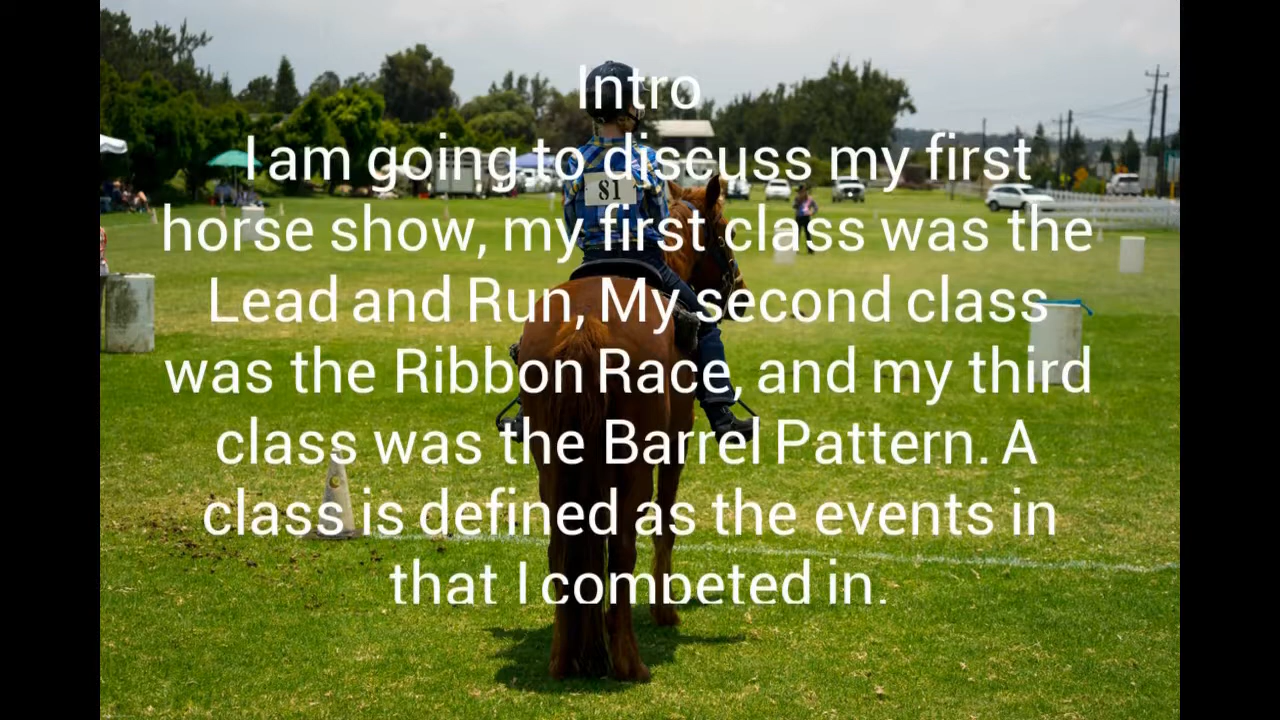 Intro
I am going to discuss my first
horse show, my first class was the
Lead and Run, My second class
was the Ribbon Race, and my third
class was the Barrel Pattern. A
class is defined as the events in
that I competed in.
81